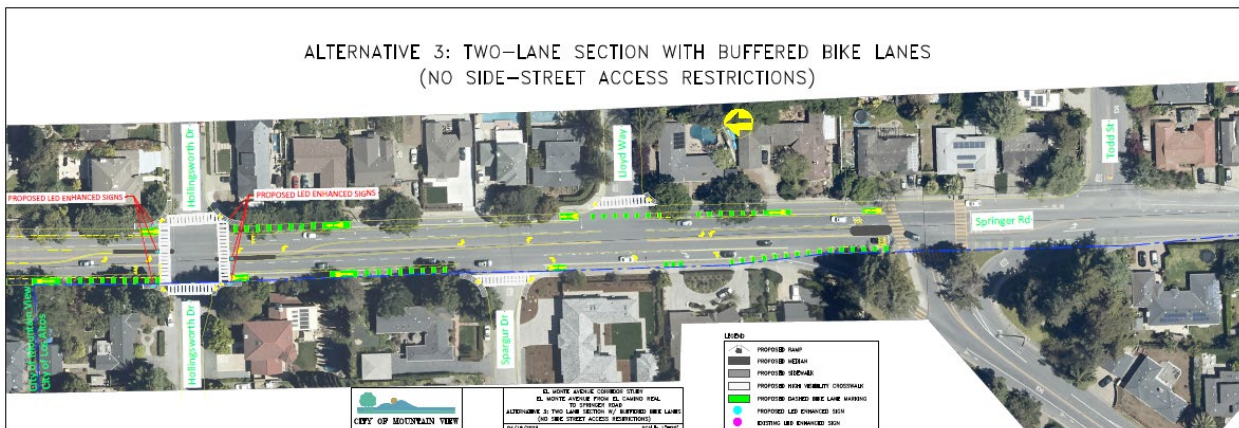 ALTERNATIVE 3: TWO-LANE SECTION WITH BUFFERED BIKE LANES
(NO SIDE-STREET ACCESS RESTRICTIONS)
Hollingsworth Dr
Lloyd Way
Todd St
PROPOSED LED ENHANCED SIGNS
PROPOSED LED ENHANCED SIGNS
Springer Rd
City of Mountain View
City of Los Altos
Hollingsworth Dr
Spargur Dr
LEGEND
PROPOSED RAMP
PROPOSED MEDIAN
PROPOSED SIDEWALK
PROPOSED HIGH VISIBILITY CROSSWALK
PROPOSED DASHED BIKE LANE MARKING
PROPOSED LED ENHANCED SIGN
EXISTING LED ENHANCED SIGN
CITY OF MOUNTAIN VIEW
EL MONTE AVENUE CORRIDOR STUDY
EL MONTE AVENUE FROM EL CAMINO REAL
TO SPRINGER ROAD
ALTERNATIVE 3: TWO LANE SECTION W/ BUFFERED BIKE LANES
(NO SIDE STREET ACCESS RESTRICTIONS)